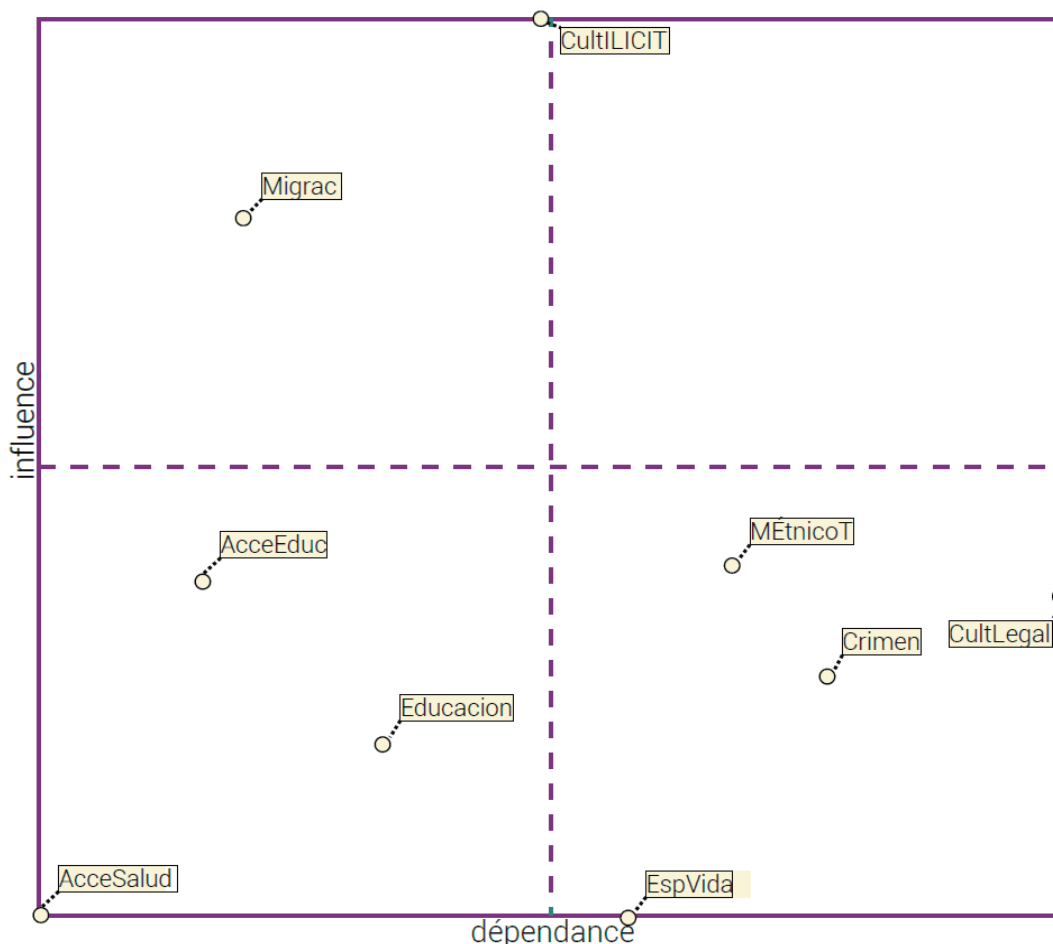 CultILICIT
Migrac
influence
MÉtnicoT
AcceEduc
Crimen
CultLegal
Educacion
AcceSalud
EspVida
dépendance